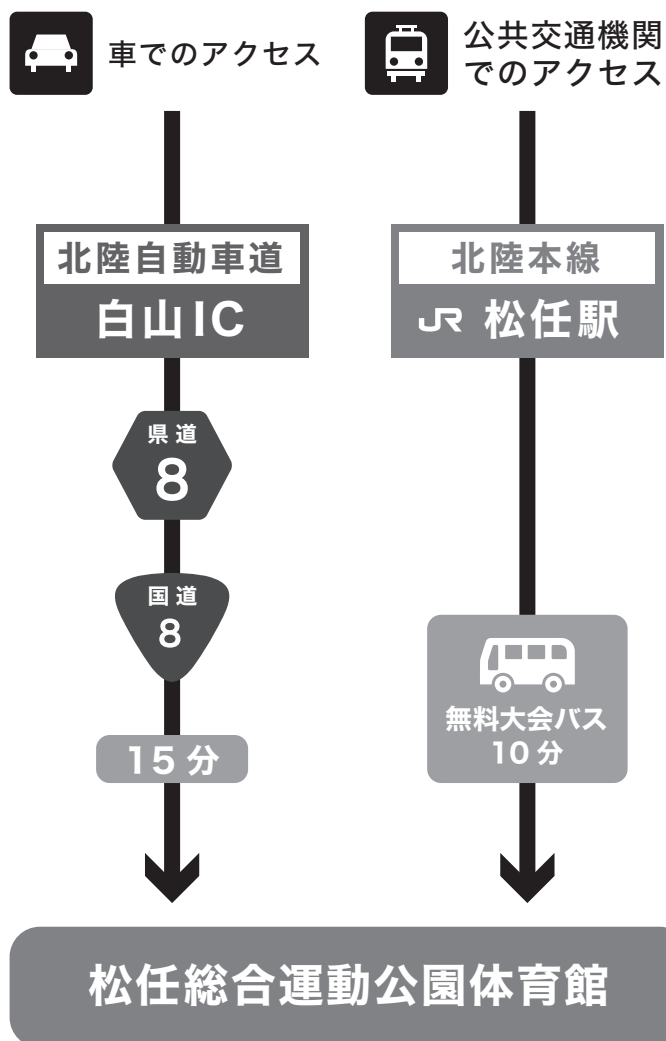 車でのアクセス
北陸自動車道
白山IC
県道
8
国道
8
15分
公共交通機関
でのアクセス
北陸本線
JR 松任駅
無料大会バス
10分
松任総合運動公園体育館